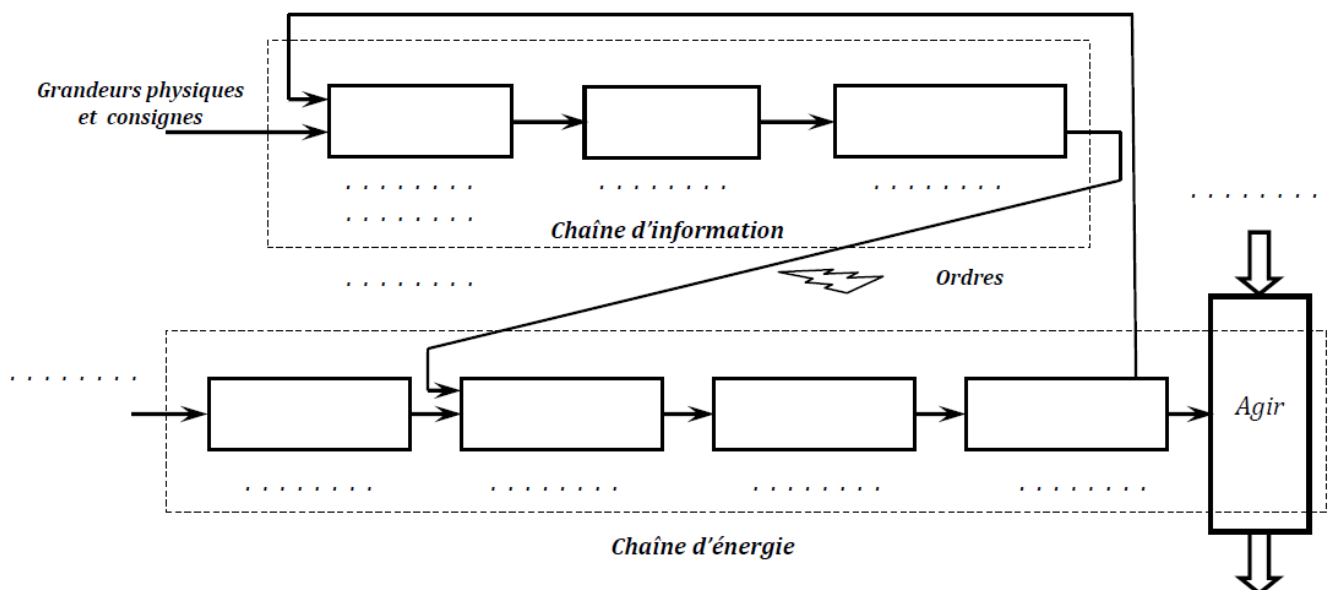 Grandeurs physiques
et consignes
. . . . . . . .
. . . . . . . .
. . . . . . . .
. . . . . . . .
. . . . . . . .
Chaîne d'information
. . . . . . . .
Ordres
. . . . . . . .
Agir
. . . . . . . .
. . . . . . . .
. . . . . . . .
. . . . . . . .
Chaîne d'énergie